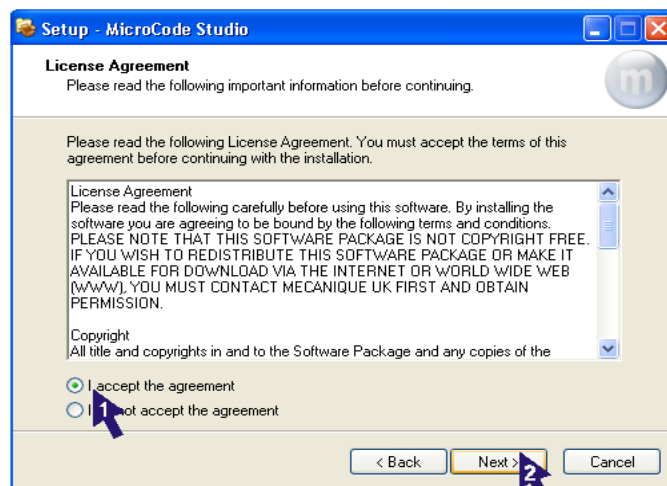 Setup - MicroCode Studio
License Agreement
Please read the following important information before continuing.
m
Please read the following License Agreement. You must accept the terms of this
agreement before continuing with the installation.
License Agreement
Please read the following carefully before using this software. By installing the
software you are agreeing to be bound by the following terms and conditions.
PLEASE NOTE THAT THIS SOFTWARE PACKAGE IS NOT COPYRIGHT FREE.
IF YOU WISH TO REDISTRIBUTE THIS SOFTWARE PACKAGE OR MAKE IT
AVAILABLE FOR DOWNLOAD VIA THE INTERNET OR WORLD WIDE WEB
(WWW), YOU MUST CONTACT MECANIQUE UK FIRST AND OBTAIN
PERMISSION.
Copyright
All title and copyrights in and to the Software Package and any copies of the
I accept the agreement
1
I not accept the agreement
< Back Next > Cancel
2